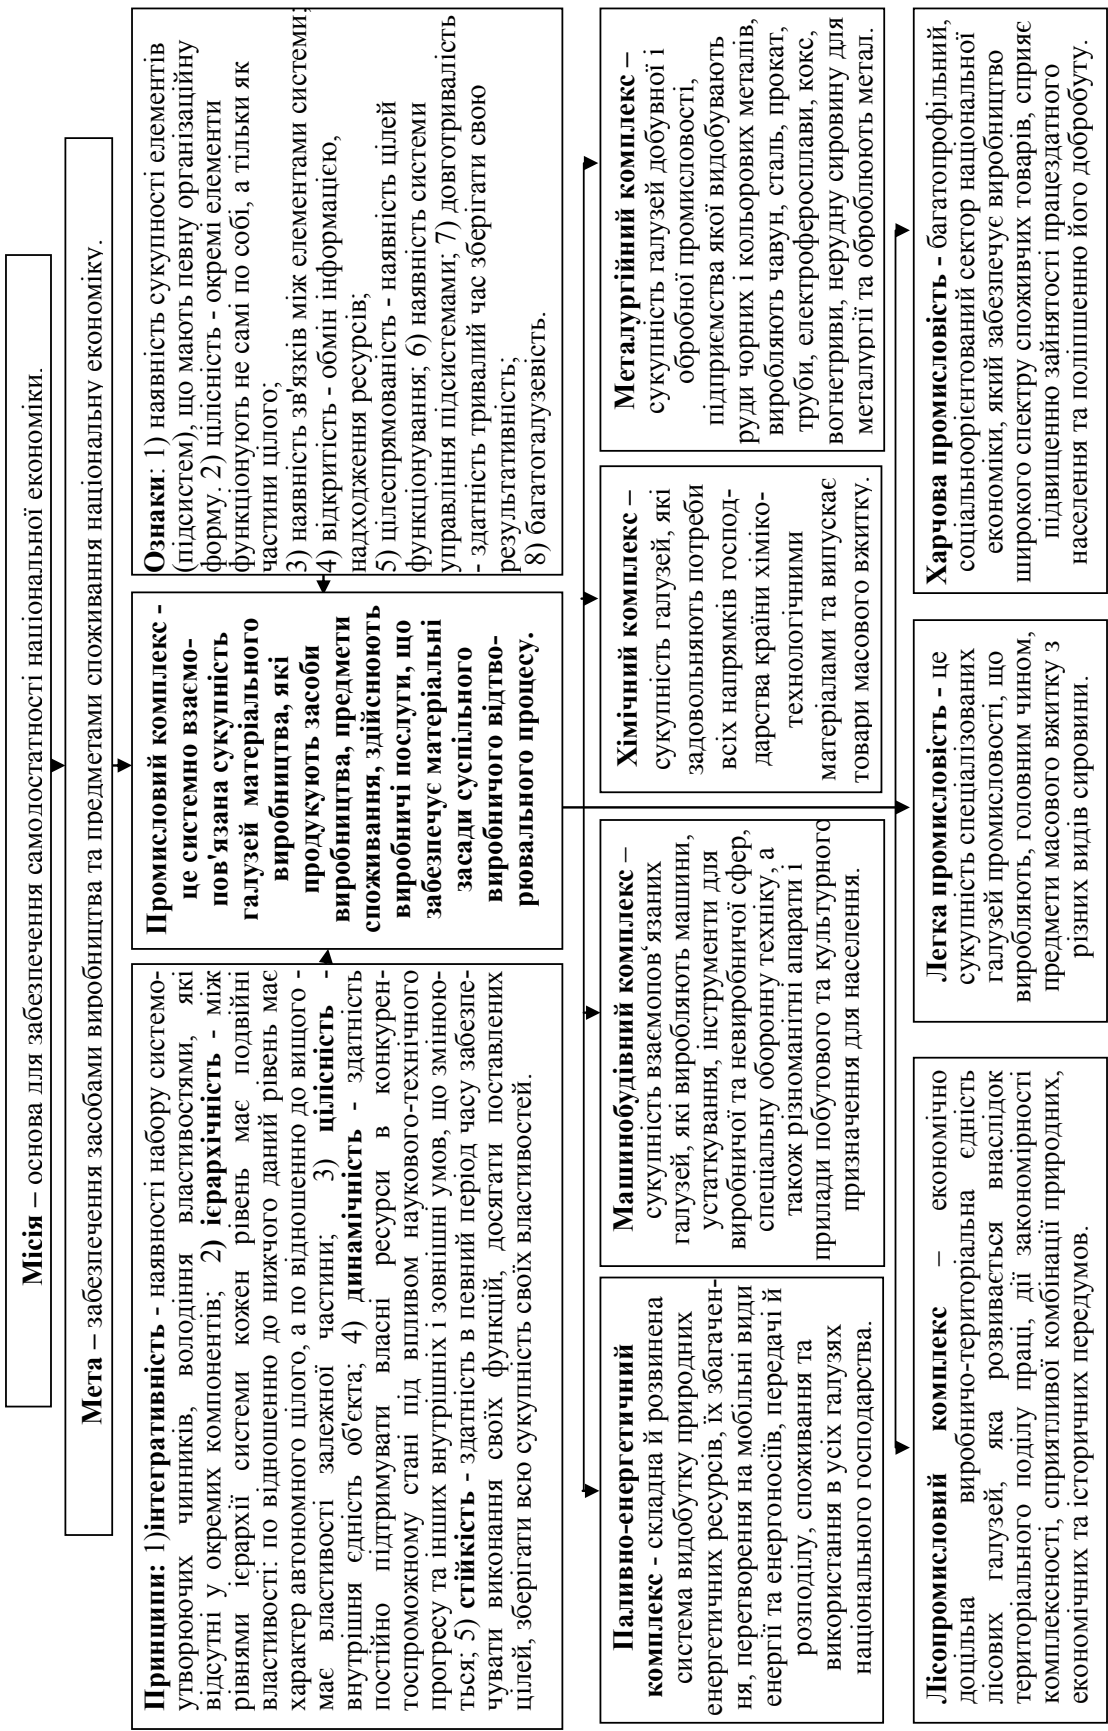 Місія – основа для забезпечення самодостатності національної економіки.
Мета – забезпечення засобами виробництва та предметами споживання національну економіку.
Принципи: 1)інтегративність - наявності набору системо-
утворюючих чинників, володіння властивостями, які
відсутні у окремих компонентів; 2) ієрархічність - між
рівнями ієрархії системи кожен рівень має подвійні
властивості: по відношенню до нижчого даний рівень має
характер автономного цілого, а по відношенню до вищого -
має властивості залежної частини; 3) цілісність -
внутрішня єдність об'єкта; 4) динамічність - здатність
постійно підтримувати власні ресурси в конкурен-
тоспроможному стані під впливом науково-технічного
прогресу та інших внутрішніх і зовнішні умов, що змінюю-
ться; 5) стійкість - здатність в певний період часу забезпе-
чувати виконання своїх функцій, досягати поставлених
цілей, зберігати всю сукупність своїх властивостей.
Промисловий комплекс -
це системно взаємо-
пов'язана сукупність
галузей матеріального
виробництва, які
продукують засоби
виробництва, предмети
споживання, здійснюють
виробничі послуги, що
забезпечує матеріальні
засади суспільного
виробничого відтво-
рювального процесу.
Ознаки: 1) наявність сукупності елементів
(підсистем), що мають певну організаційну
форму. 2) цілісність - окремі елементи
функціонують не самі по собі, а тільки як
частини цілого;
3) наявність зв'язків між елементами системи;
4) відкритість - обмін інформацією,
надходження ресурсів;
5) цілеспрямованість - наявність цілей
функціонування; 6) наявність системи
управління підсистемами; 7) довготривалість
- здатність тривалий час зберігати свою
результативність;
8) багатогалузевість.
Паливно-енергетичний
комплекс - складна й розвинена
система видобутку природних
енергетичних ресурсів, їх збагачен-
ня, перетворення на мобільні види
енергії та енергоносіїв, передачі й
розподілу, споживання та
використання в усіх галузях
національного господарства.
Машинобудівний комплекс –
сукупність взаємопов'язаних
галузей, які виробляють машини,
устаткування, інструменти для
виробничої та невиробничої сфер,
спеціальну оборонну техніку, а
також різноманітні апарати і
прилади побутового та культурного
призначення для населення.
Хімічний комплекс –
сукупність галузей, які
задовольняють потреби
всіх напрямків господ-
дарства країни хіміко-
технологічними
матеріалами та випускає
товари масового вжитку.
Металургійний комплекс –
сукупність галузей добувної і
обробної промисловості,
підприємства якої видобувають
руди чорних і кольорових металів,
виробляють чавун, сталь, прокат,
труби, електрофероспави, кокс,
вогнетриви, нерудну сировину для
металургії та оброблюють метал.
Лісопромисловий комплекс – економічно
доцільна виробничо-територіальна єдність
лісових галузей, яка розвивається внаслідок
територіального поділу праці, дії закономірності
комплексності, сприятливої комбінації природних,
економічних та історичних передумов.
Легка промисловість - це
сукупність спеціалізованих
галузей промисловості, що
виробляють, головним чином,
предмети масового вжитку з
різних видів сировини.
Харчова промисловість - багатопрофільний,
соціальноорієнтований сектор національної
економіки, який забезпечує виробництво
широкого спектру споживчих товарів, сприяє
підвищенню зайнятості працездатного
населення та поліпшенню його добробуту.